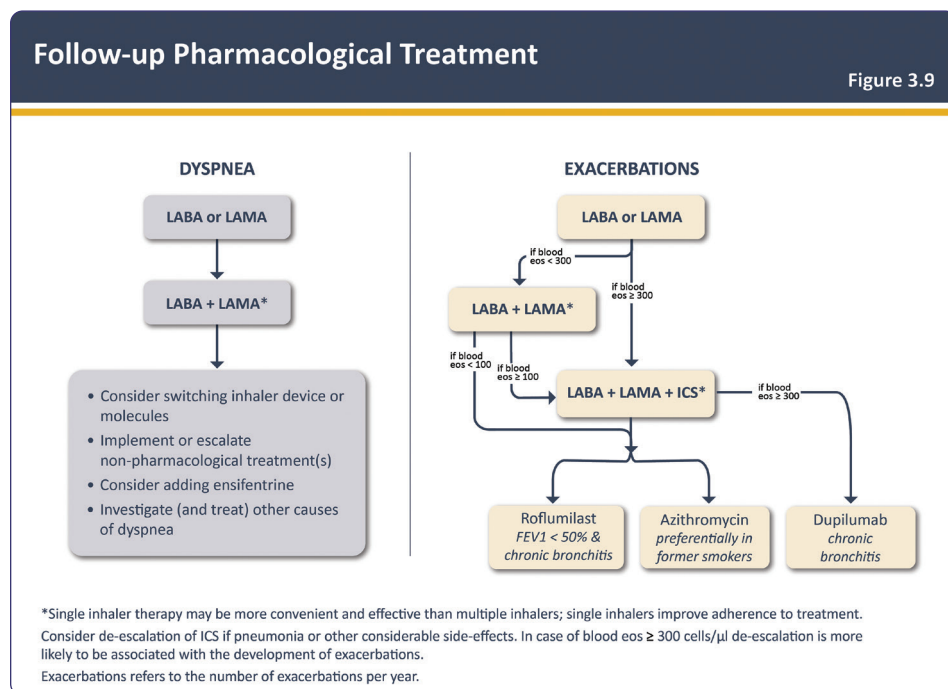 Follow-up Pharmacological Treatment
Figure 3.9
DYSPNEA
LABA or LAMA
LABA + LAMA*
• Consider switching inhaler device or
molecules
• Implement or escalate
non-pharmacological treatment(s)
• Consider adding ensifentrine
• Investigate (and treat) other causes
of dyspnea
EXACERBATIONS
LABA or LAMA
if blood
eos < 300
if blood
eos ≥ 300
LABA + LAMA*
if blood
eos < 100
if blood
eos ≥ 100
LABA + LAMA + ICS*
if blood
eos ≥ 300
Roflumilast
FEV1 < 50% &
chronic bronchitis
Azithromycin
preferentially in
former smokers
Dupilumab
chronic
bronchitis
*Single inhaler therapy may be more convenient and effective than multiple inhalers; single inhalers improve adherence to treatment.
Consider de-escalation of ICS if pneumonia or other considerable side-effects. In case of blood eos ≥ 300 cells/µl de-escalation is more
likely to be associated with the development of exacerbations.
Exacerbations refers to the number of exacerbations per year.